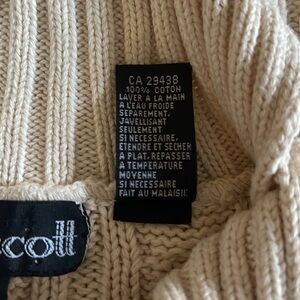 CA 29438
100% COTON
LAVER A LA MAIN
A L'EAU FROIDE
SEPAREMENT,
JAVELLISANT
SEULEMENT
SI NECESSAIRE,
ETENDRE ET SECHER
A PLAT, REPASSER
A TEMPERATURE
MOYENNE
SI NECESSAIRE
FAIT AU MALAISIE
cott